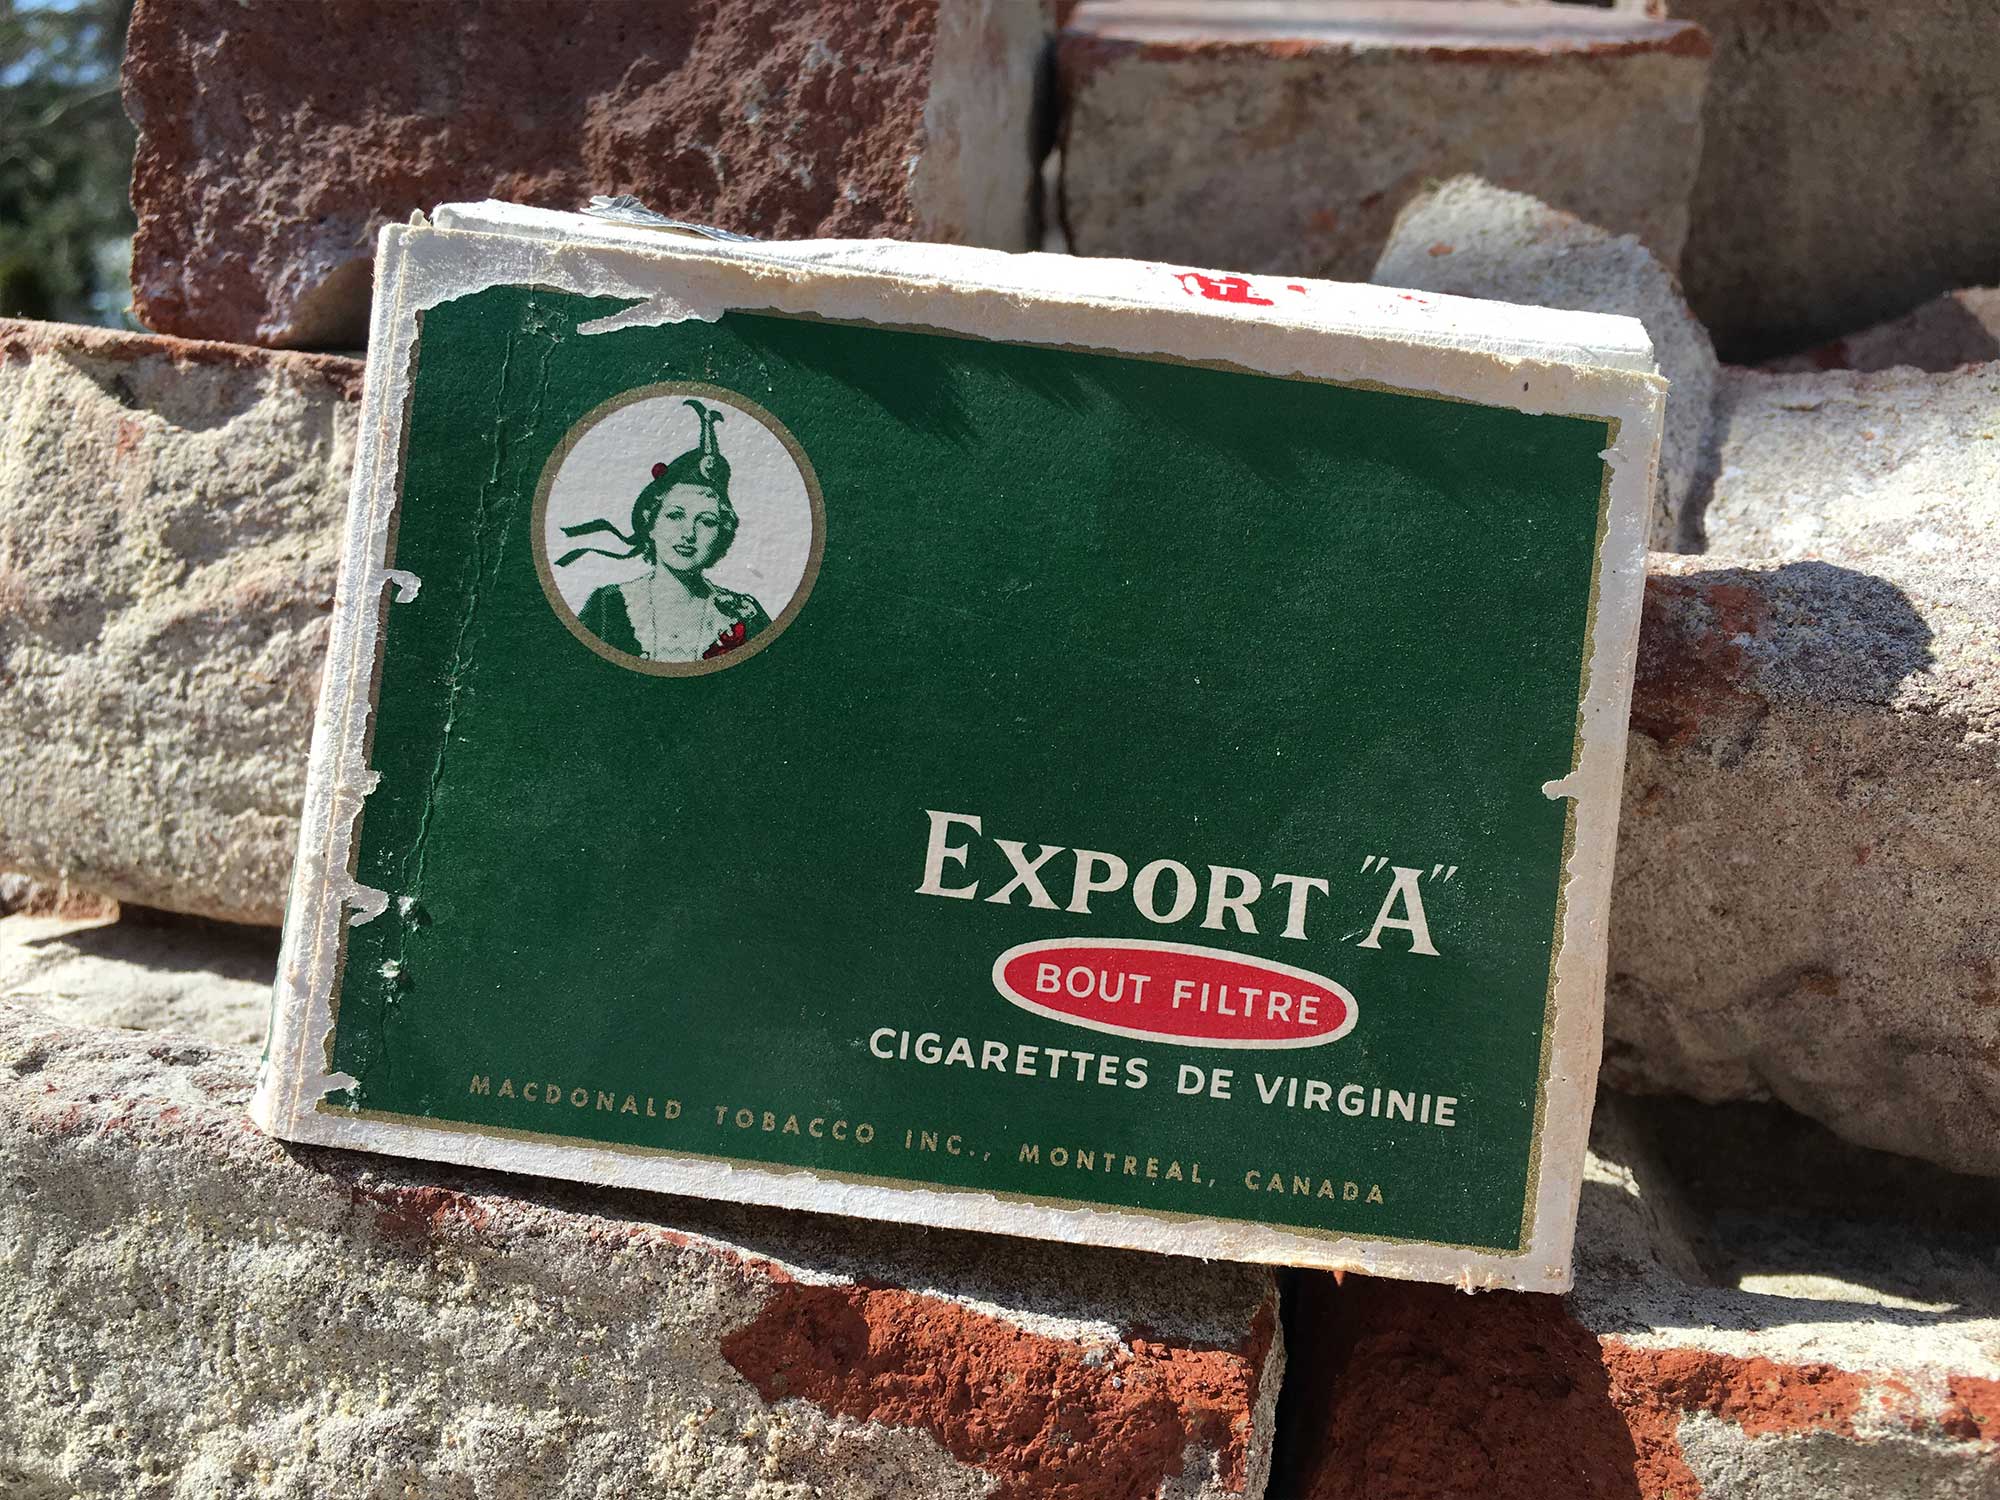 EXPORT "A"
BOUT FILTRE
CIGARETTES DE VIRGINIE
MACDONALD TOBACCO INC., MONTREAL, CANADA